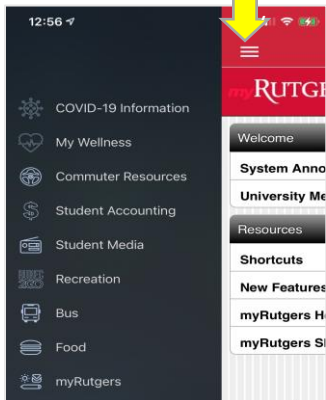 12:56
COVID-19 Information
My Wellness
Commuter Resources
Student Accounting
Student Media
Recreation
Bus
Food
myRutgers
myRUTGE
Welcome
System Anno
University Me
Resources
Shortcuts
New Features
myRutgers H
myRutgers S